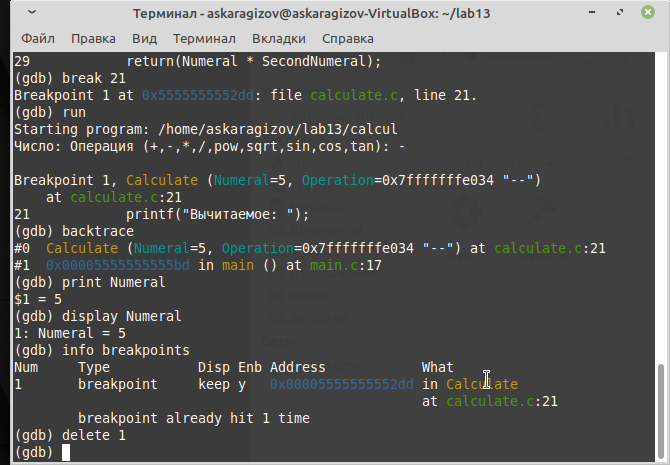 Терминал - askaragizov@askaragizov-VirtualBox: ~/lab13
Файл Правка Вид Терминал Вкладки Справка
29 return(Numeral * SecondNumeral);
(gdb) break 21
Breakpoint 1 at 0x5555555552dd: file calculate.c, line 21.
(gdb) run
Starting program: /home/askaragizov/lab13/calcul
Число: Операция (+,-,*,/,pow,sqrt,sin,cos,tan): -
Breakpoint 1, Calculate (Numeral=5, Operation=0x7fffffffe034 "--")
at calculate.c:21
21 printf("Вычитаемое: ");
(gdb) backtrace
#0 Calculate (Numeral=5, Operation=0x7fffffffe034 "--") at calculate.c:21
#1 0x00005555555555bd in main () at main.c:17
(gdb) print Numeral
$1 = 5
(gdb) display Numeral
1: Numeral = 5
(gdb) info breakpoints
Num Type Disp Enb Address What
1 breakpoint keep y 0x00005555555552dd in Calculate
at calculate.c:21
breakpoint already hit 1 time
(gdb) delete 1
(gdb)